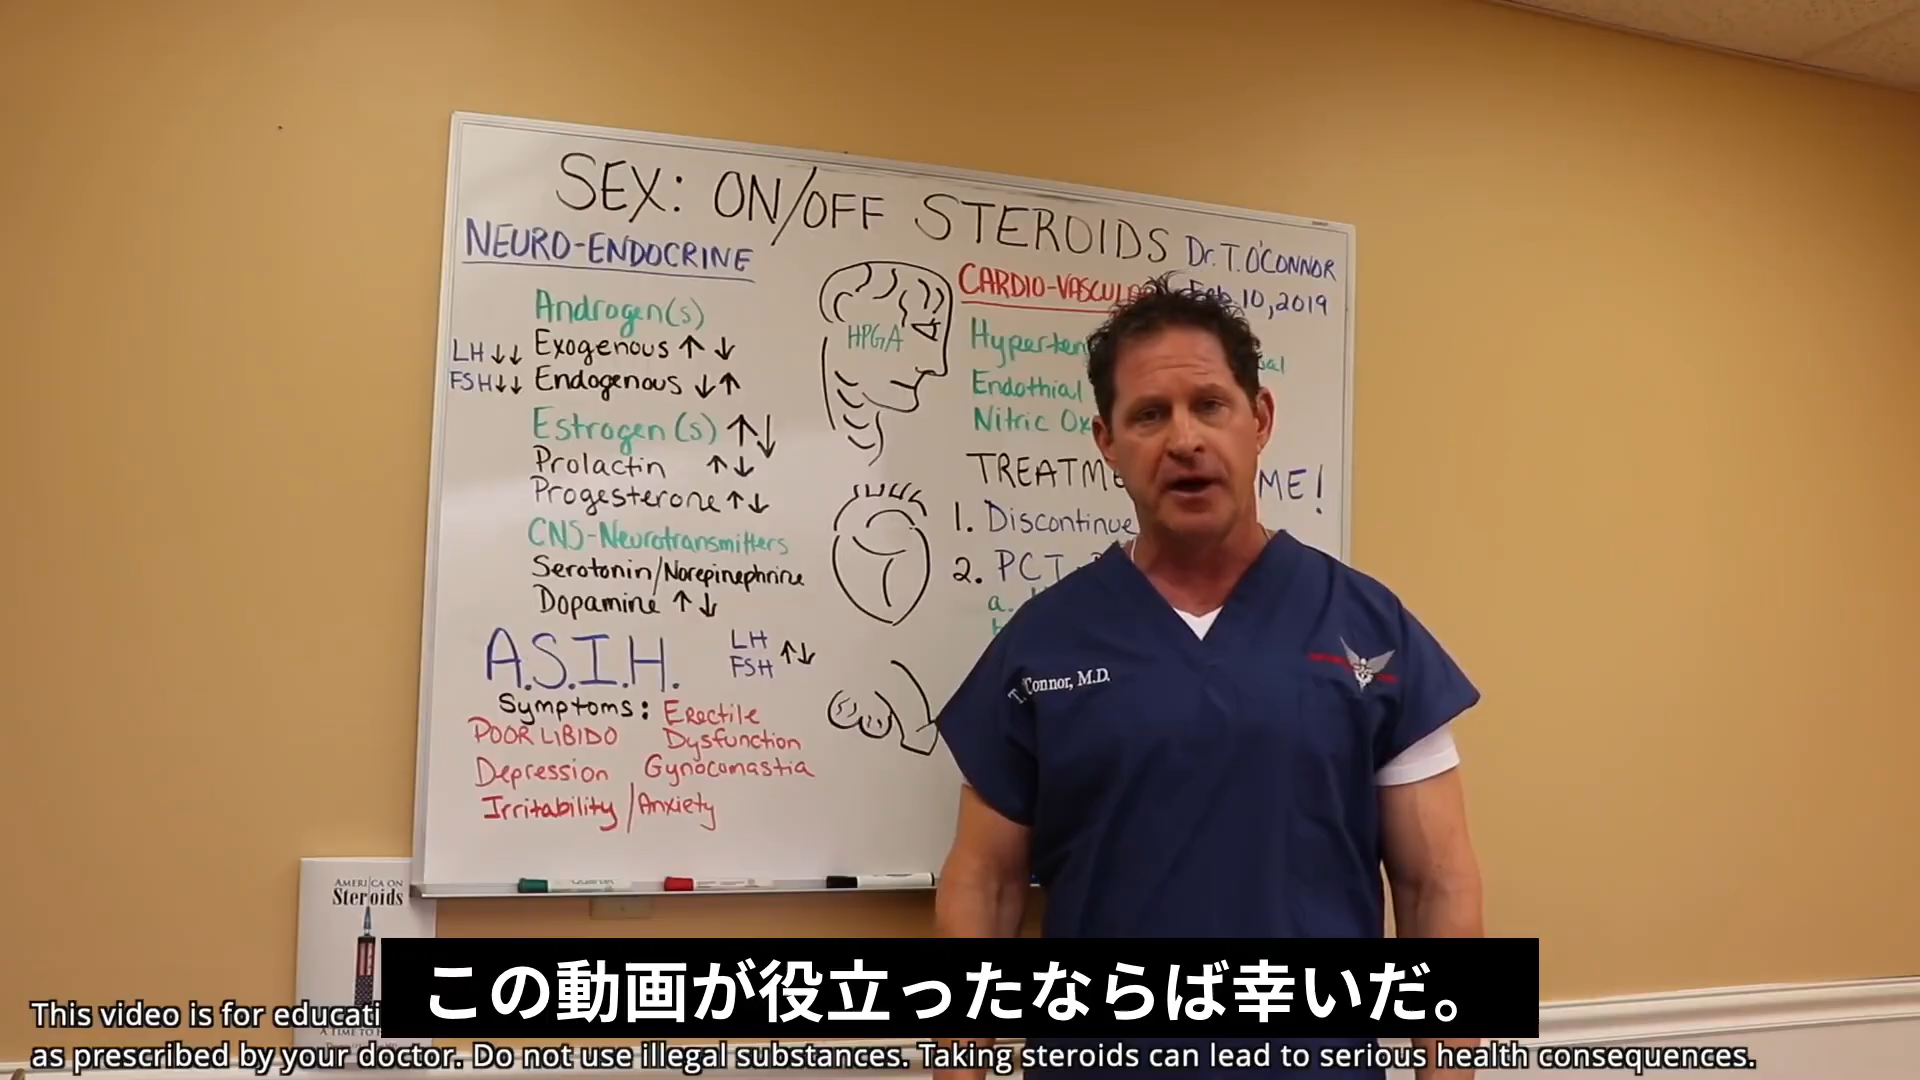 SEX: ON/OFF STEROIDS
Dr. T. O'CONNOR
10, 2019
NEURO-ENDOCRINE
Androgen(s)
LH ↓↓ Exogenous ↑ ↓
FSH ↓↓ Endogenous ↓↑
Estrogen(s) ↑↓
Prolactin ↑↓
Progesterone ↑↓
CNS-Neurotransmitters
Serotonin/Norepinephrine
Dopamine ↑↓
A.S.I.H.
LH
FSH ↑↓
Symptoms: Erectile
POOR LIBIDO Dysfunction
Depression Gynocomastia
Irritability/Anxiety
HPGA
CARDIO-VASCUL
Hyperten
Endothial
Nitric Ox
TREATME
ME!
1. Discontinue
2. PCT
a.
T. O'Connor, M.D.
AMERICA ON
Steroids
この動画が役立ったならば幸いだ。
This video is for educati
as prescribed by your doctor. Do not use illegal substances. Taking steroids can lead to serious health consequences.